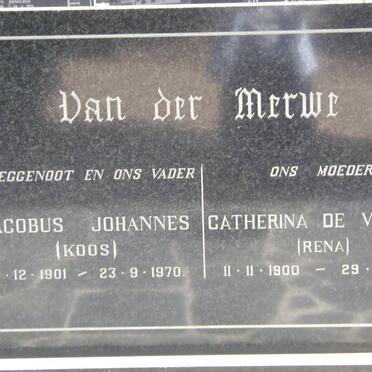 Van der Merwe
EGGENOOT EN ONS VADER
ACOBUS JOHANNES
(KOOS)
12 · 1901 – 23 · 9 · 1970.
ONS MOEDER
CATHERINA DE V
(RENA)
11 · 11 · 1900 – 29 ·